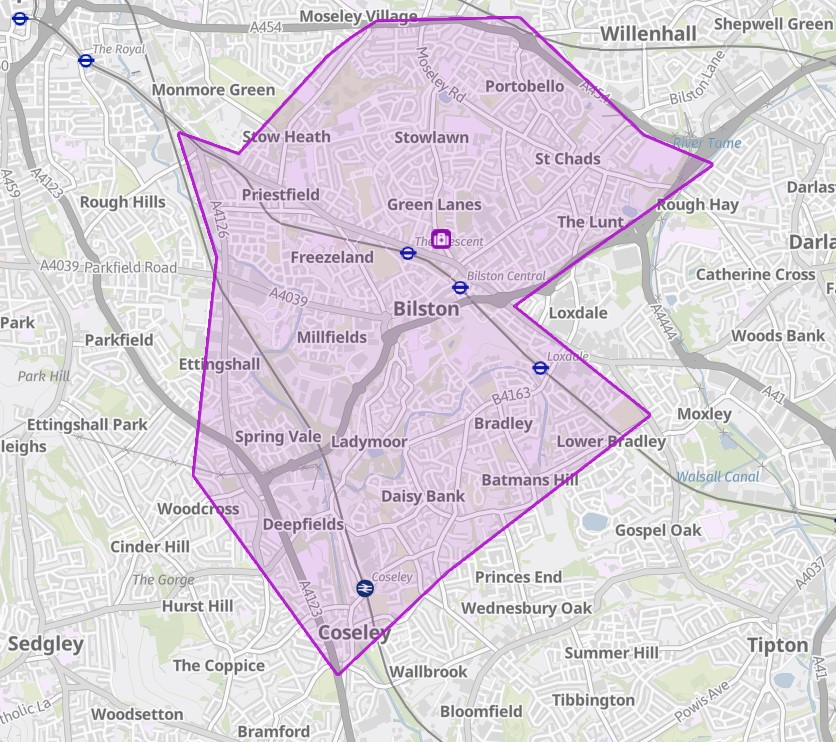 Moseley Village
A454
Willenhall
Shepwell Green
The Royal
Moseley Rd
Portobello
A454
Bilston Lane
Monmore Green
Stow Heath
Stowlawn
River Tame
St Chads
A459
A4123
Priestfield
Rough Hills
Green Lanes
Rough Hay
A4126
The Lunt
The Crescent
Freezeland
A4039
Parkfield Road
Bilston Central
Catherine Cross
A4039
Bilston
Loxdale
Park
Parkfield
Millfields
A4444
Woods Bank
Loxdale
Ettingshall
Park Hill
A41
B4163
Moxley
Ettingshall Park
Bradley
leighs
Spring Vale
Ladymoor
Lower Bradley
Walsall Canal
Batmans Hill
Daisy Bank
Woodcross
Deepfields
Gospel Oak
Cinder Hill
The Gorge
Coseley
Princes End
A4037
Hurst Hill
A4123
Wednesbury Oak
Coseley
Sedgley
Summer Hill
Tipton
The Coppice
Wallbrook
A41
Tibbington
Powis Ave
Woodsetton
Bloomfield
Bramford